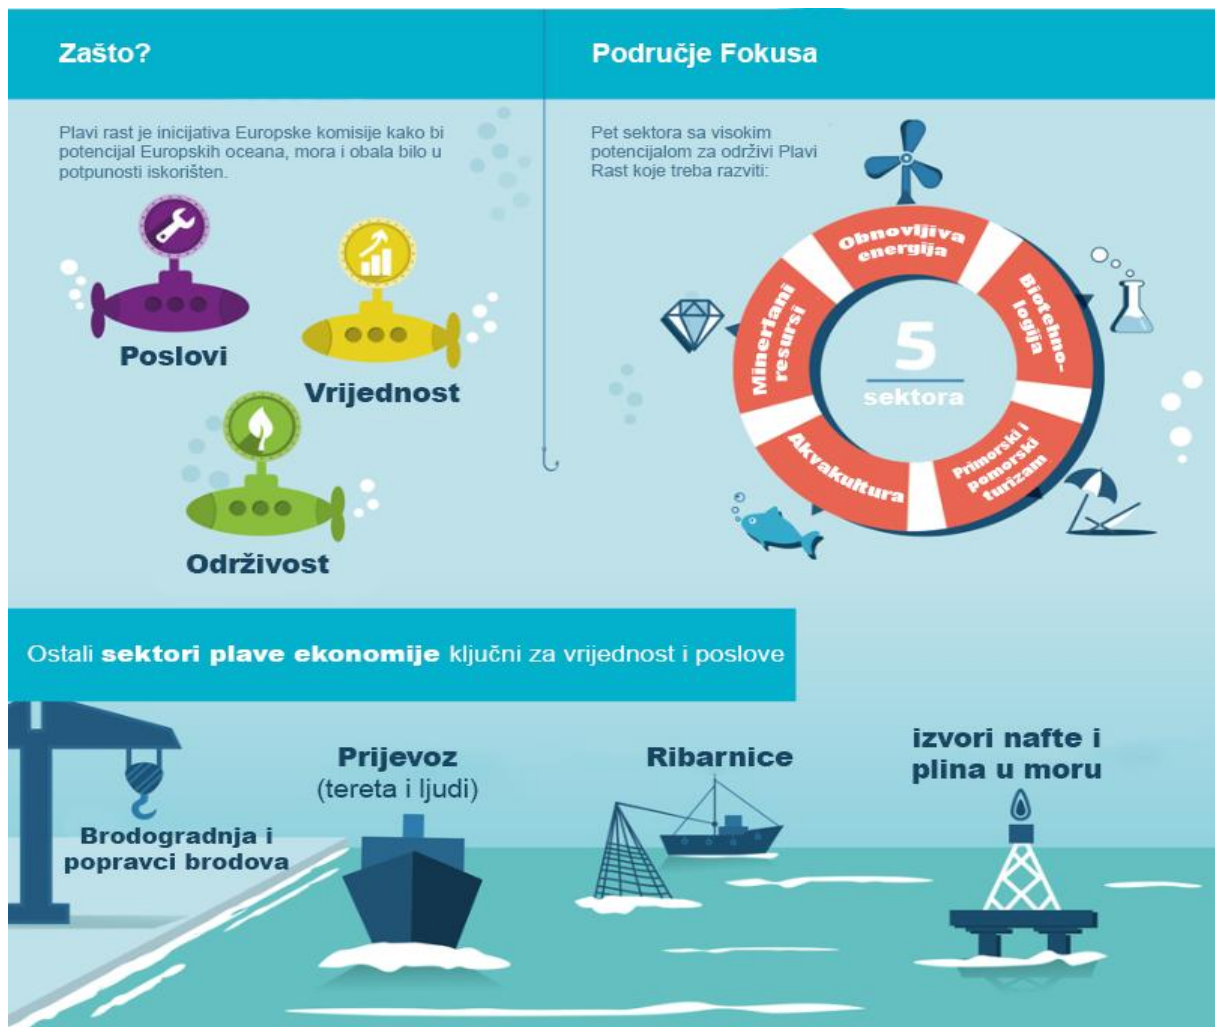 Zašto?
Plavi rast je inicijativa Europske komisije kako bi
potencijal Europskih oceana, mora i obala bilo u
potpunosti iskorišten.
Poslovi
Vrijednost
Održivost
Područje Fokusa
Pet sektora sa visokim
potencijalom za održivi Plavi
Rast koje treba razviti:
Obnovljiva
energija
Biotehno-
logija
Primorski i
pomorski
turizam
Akvakultura
Minerlani
resursi
5
sektora
Ostali sektori plave ekonomije ključni za vrijednost i poslove
Brodogradnja i
popravci brodova
Prijevoz
(tereta i ljudi)
Ribarnice
izvori nafte i
plina u moru